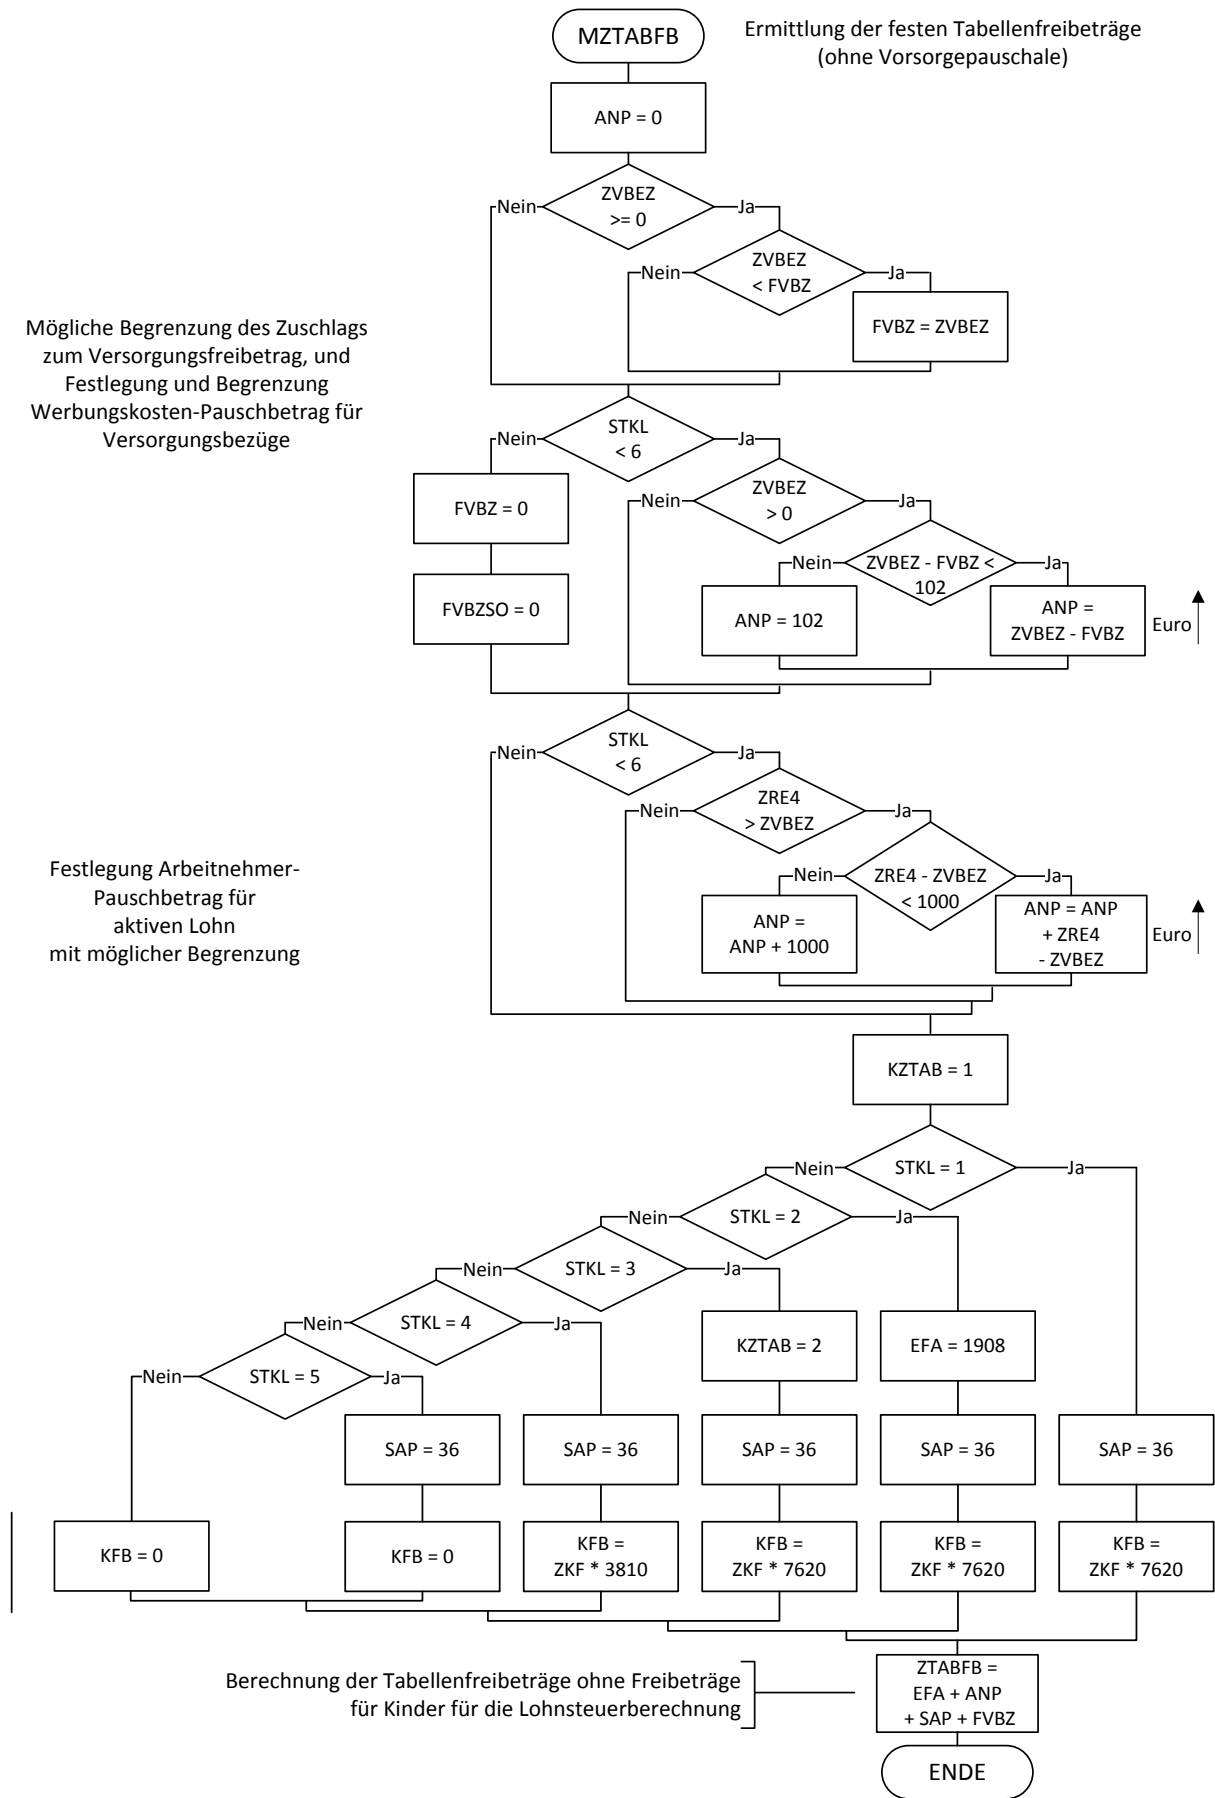 MZTABFB
Ermittlung der festen Tabellenfreibeträge
(ohne Vorsorgepauschale)
ANP = 0
Nein
ZVBEZ
>= 0
Ja
Nein
ZVBEZ
< FVBZ
Ja
FVBZ = ZVBEZ
Mögliche Begrenzung des Zuschlags
zum Versorgungsfreibetrag, und
Festlegung und Begrenzung
Werbungskosten-Pauschbetrag für
Versorgungsbezüge
Nein
STKL
< 6
Ja
FVBZ = 0
Nein
ZVBEZ
> 0
Ja
FVBZSO = 0
Nein
ZVBEZ - FVBZ <
102
Ja
ANP = 102
ANP =
ZVBEZ - FVBZ
Euro
Nein
STKL
< 6
Ja
Nein
ZRE4
> ZVBEZ
Ja
Festlegung Arbeitnehmer-
Pauschbetrag für
aktiven Lohn
mit möglicher Begrenzung
Nein
ZRE4 - ZVBEZ
< 1000
Ja
ANP =
ANP + 1000
ANP = ANP
+ ZRE4
- ZVBEZ
Euro
KZTAB = 1
Nein
STKL = 1
Ja
Nein
STKL = 2
Ja
Nein
STKL = 3
Ja
Nein
STKL = 4
Ja
KZTAB = 2
EFA = 1908
Nein
STKL = 5
Ja
SAP = 36
SAP = 36
SAP = 36
SAP = 36
SAP = 36
KFB = 0
KFB = 0
KFB =
ZKF * 3810
KFB =
ZKF * 7620
KFB =
ZKF * 7620
KFB =
ZKF * 7620
Berechnung der Tabellenfreibeträge ohne Freibeträge
für Kinder für die Lohnsteuerberechnung
ZTABFB =
EFA + ANP
+ SAP + FVBZ
ENDE